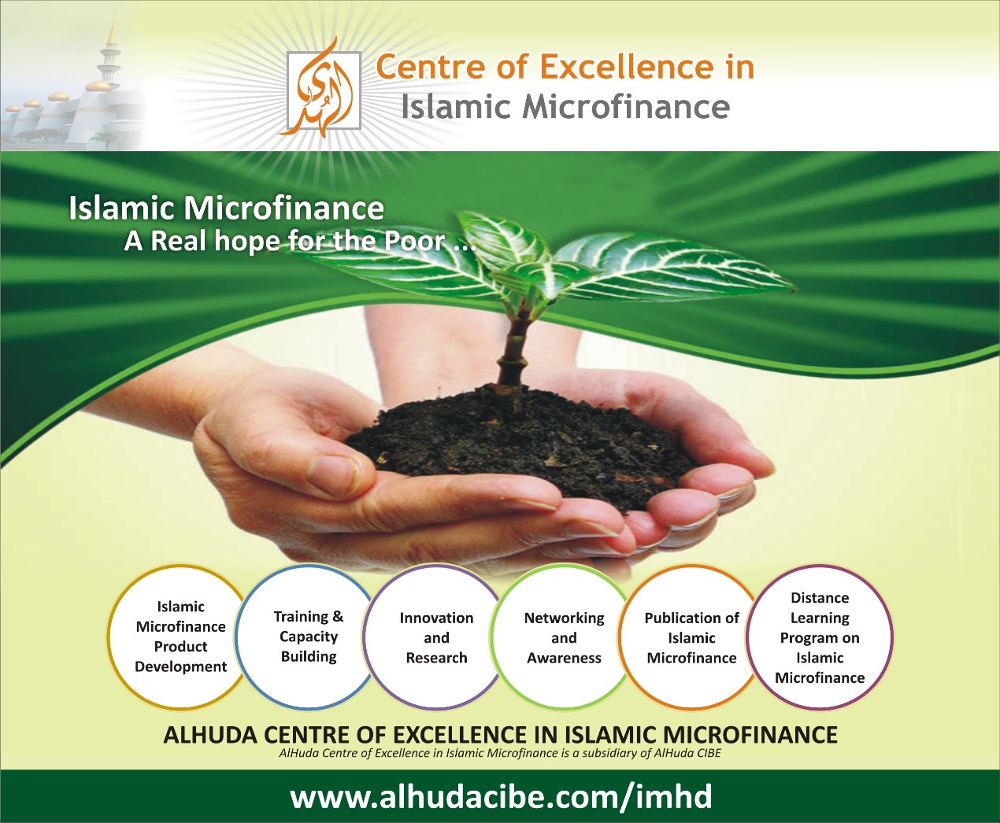 الهدى
Centre of Excellence in
Islamic Microfinance
Islamic Microfinance
A Real hope for the Poor ...
Islamic
Microfinance
Product
Development
Training &
Capacity
Building
Innovation
and
Research
Networking
and
Awareness
Publication of
Islamic
Microfinance
Distance
Learning
Program on
Islamic
Microfinance
ALHUDA CENTRE OF EXCELLENCE IN ISLAMIC MICROFINANCE
AlHuda Centre of Excellence in Islamic Microfinance is a subsidiary of AlHuda CIBE
www.alhudacibe.com/imhd